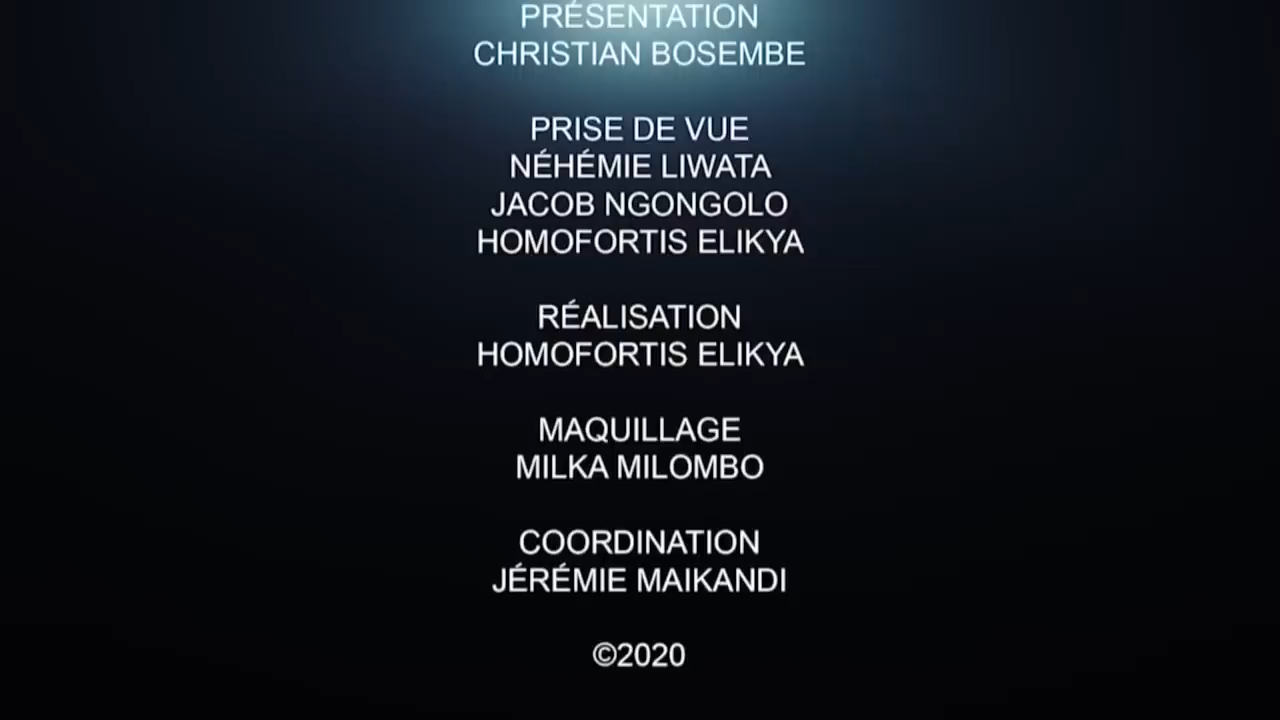 PRÉSENTATION
CHRISTIAN BOSEMBE
PRISE DE VUE
NÉHÉMIE LIWATA
JACOB NGONGOLO
HOMOFORTIS ELIKYA
RÉALISATION
HOMOFORTIS ELIKYA
MAQUILLAGE
MILKA MILOMBO
COORDINATION
JÉRÉMIE MAIKANDI
©2020